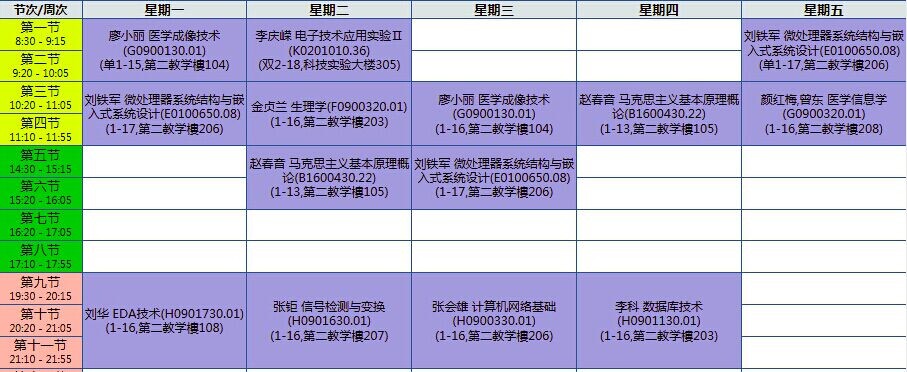 节次/周次 星期一 星期二 星期三 星期四 星期五
第一节
8:30 - 9:15
第二节
9:20 - 10:05
廖小丽 医学成像技术
(G0900130.01)
(单1-15,第二教学樓104)
李庆嵘 电子技术应用实验Ⅱ
(K0201010.36)
(双2-18,科技实验大楼305)
刘铁军 微处理器系统结构与嵌
入式系统设计(E0100650.08)
(单1-17,第二教学樓206)
第三节
10:20 - 11:05
第四节
11:10 - 11:55
刘铁军 微处理器系统结构与嵌
入式系统设计(E0100650.08)
(1-17,第二教学樓206)
金贞兰 生理学(F0900320.01)
(1-16,第二教学樓203)
廖小丽 医学成像技术
(G0900130.01)
(1-16,第二教学樓104)
赵春音 马克思主义基本原理概
论(B1600430.22)
(1-13,第二教学樓105)
颜红梅,曾东 医学信息学
(G0900320.01)
(1-16,第二教学樓208)
第五节
14:30 - 15:15
第六节
15:20 - 16:05
赵春音 马克思主义基本原理概
论(B1600430.22)
(1-13,第二教学樓105)
刘铁军 微处理器系统结构与嵌
入式系统设计(E0100650.08)
(1-17,第二教学樓206)
第七节
16:20 - 17:05
第八节
17:10 - 17:55
第九节
19:30 - 20:15
第十节
20:20 - 21:05
第十一节
21:10 - 21:55
刘华 EDA技术(H0901730.01)
(1-16,第二教学樓108)
张钜 信号检测与变换
(H0901630.01)
(1-16,第二教学樓207)
张会雄 计算机网络基础
(H0900330.01)
(1-16,第二教学樓206)
李科 数据库技术
(H0901130.01)
(1-16,第二教学樓203)